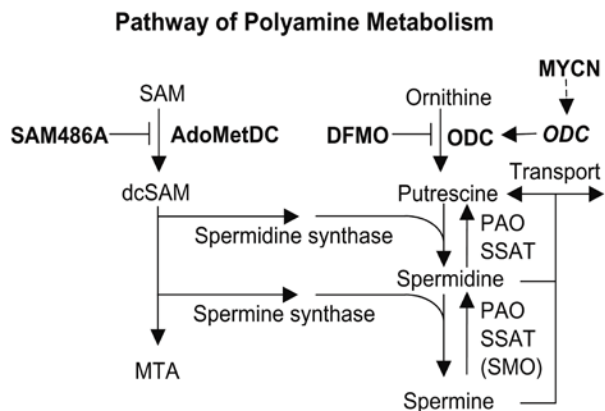 Pathway of Polyamine Metabolism
MYCN
SAM
Ornithine
SAM486A
AdoMetDC
DFMO
ODC
ODC
Transport
dcSAM
Putrescine
PAO
Spermidine synthase
SSAT
Spermidine
PAO
Spermine synthase
SSAT
(SMO)
MTA
Spermine